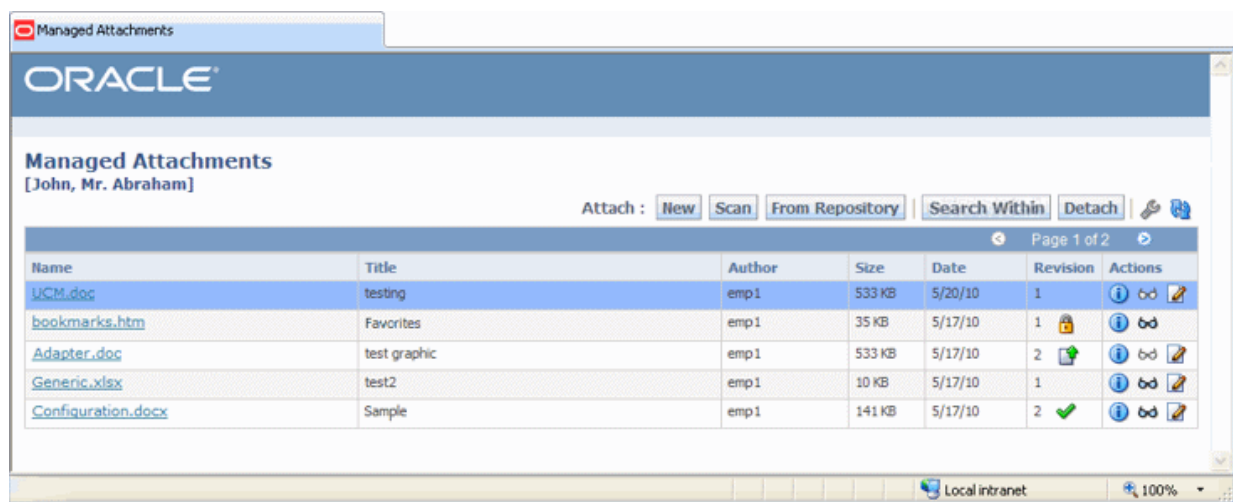 Managed Attachments
ORACLE®
Managed Attachments
[John, Mr. Abraham]
Attach : New Scan From Repository Search Within Detach
Page 1 of 2
Name Title Author Size Date Revision Actions
UCM.doc testing emp1 533 KB 5/20/10 1
bookmarks.htm Favorites emp1 35 KB 5/17/10 1
Adapter.doc test graphic emp1 533 KB 5/17/10 2
Generic.xlsx test2 emp1 10 KB 5/17/10 1
Configuration.docx Sample emp1 141 KB 5/17/10 2
Local intranet 100%